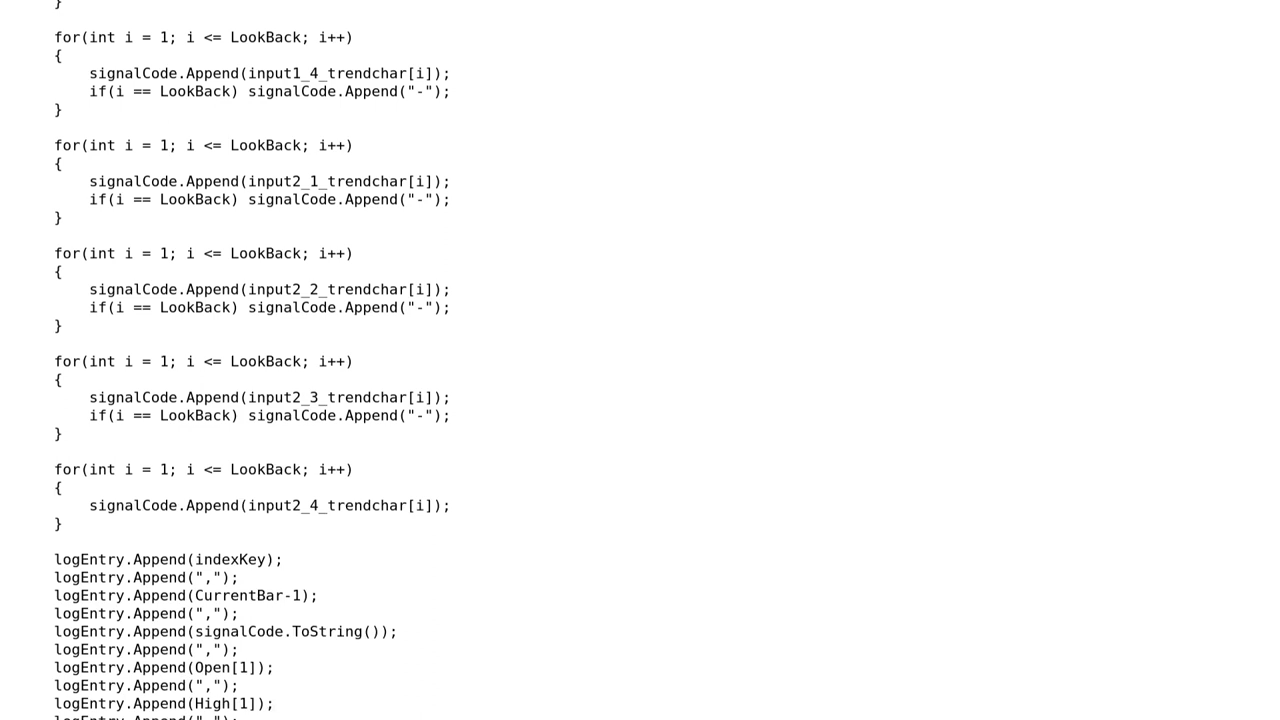 }
for(int i = 1; i <= LookBack; i++)
{
signalCode.Append(input1_4_trendchar[i]);
if(i == LookBack) signalCode.Append("-");
}
for(int i = 1; i <= LookBack; i++)
{
signalCode.Append(input2_1_trendchar[i]);
if(i == LookBack) signalCode.Append("-");
}
for(int i = 1; i <= LookBack; i++)
{
signalCode.Append(input2_2_trendchar[i]);
if(i == LookBack) signalCode.Append("-");
}
for(int i = 1; i <= LookBack; i++)
{
signalCode.Append(input2_3_trendchar[i]);
if(i == LookBack) signalCode.Append("-");
}
for(int i = 1; i <= LookBack; i++)
{
signalCode.Append(input2_4_trendchar[i]);
}
logEntry.Append(indexKey);
logEntry.Append(",");
logEntry.Append(CurrentBar-1);
logEntry.Append(",");
logEntry.Append(signalCode.ToString());
logEntry.Append(",");
logEntry.Append(Open[1]);
logEntry.Append(",");
logEntry.Append(High[1]);
logEntry.Append(",");